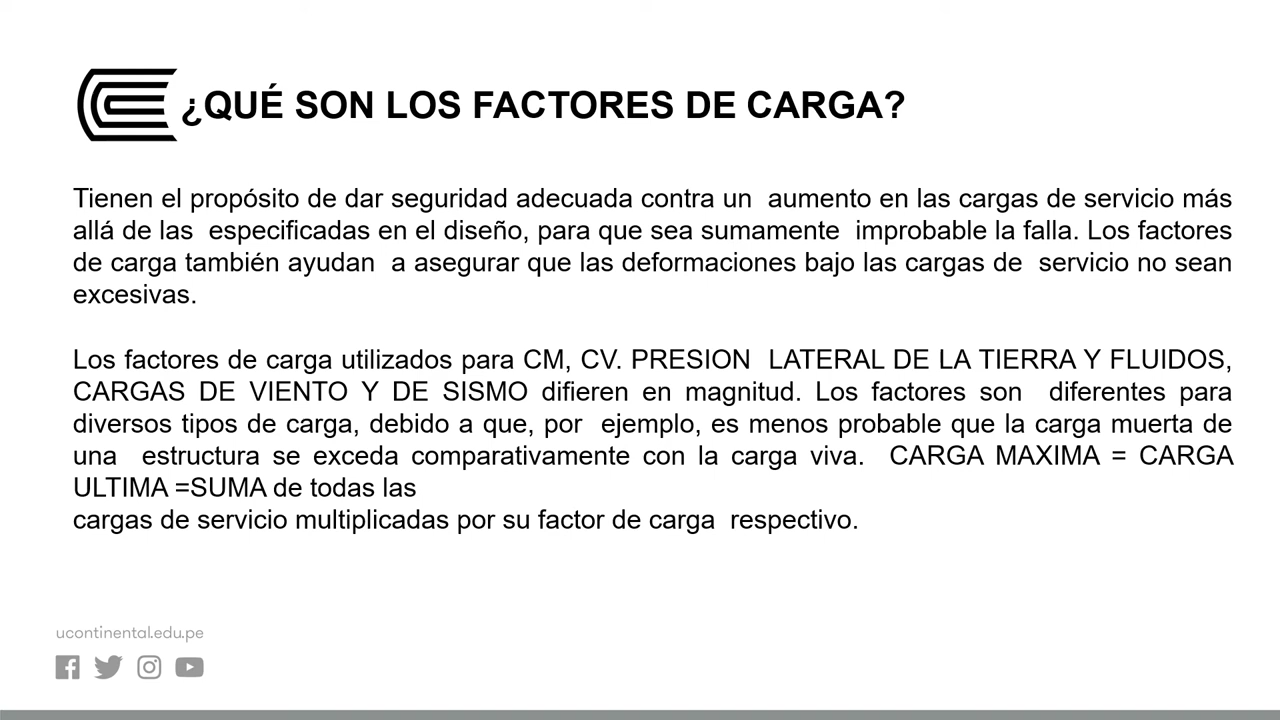 ¿QUÉ SON LOS FACTORES DE CARGA?
Tienen el propósito de dar seguridad adecuada contra un aumento en las cargas de servicio más
allá de las especificadas en el diseño, para que sea sumamente improbable la falla. Los factores
de carga también ayudan a asegurar que las deformaciones bajo las cargas de servicio no sean
excesivas.
Los factores de carga utilizados para CM, CV. PRESION LATERAL DE LA TIERRA Y FLUIDOS,
CARGAS DE VIENTO Y DE SISMO difieren en magnitud. Los factores son diferentes para
diversos tipos de carga, debido a que, por ejemplo, es menos probable que la carga muerta de
una estructura se exceda comparativamente con la carga viva. CARGA MAXIMA = CARGA
ULTIMA =SUMA de todas las
cargas de servicio multiplicadas por su factor de carga respectivo.
ucontinental.edu.pe